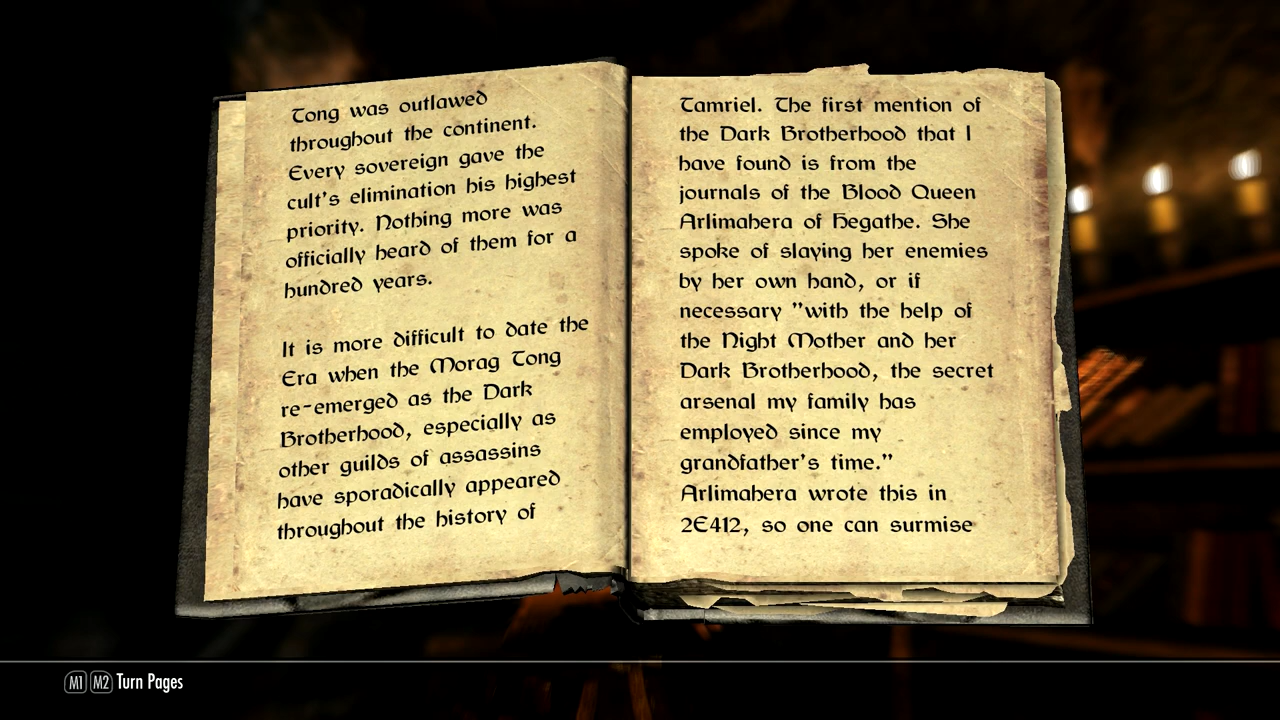 Tong was outlawed
throughout the continent.
Every sovereign gave the
cult's elimination his highest
priority. Nothing more was
officially heard of them for a
hundred years.
It is more difficult to date the
Era when the Morag Tong
re-emerged as the Dark
Brotherhood, especially as
other guilds of assassins
have sporadically appeared
throughout the history of
Tamriel. The first mention of
the Dark Brotherhood that I
have found is from the
journals of the Blood Queen
Arlimahera of Hegathe. She
spoke of slaying her enemies
by her own hand, or if
necessary "with the help of
the Night Mother and her
Dark Brotherhood, the secret
arsenal my family has
employed since my
grandfather's time."
Arlimahera wrote this in
2E412, so one can surmise
M1 M2 Turn Pages